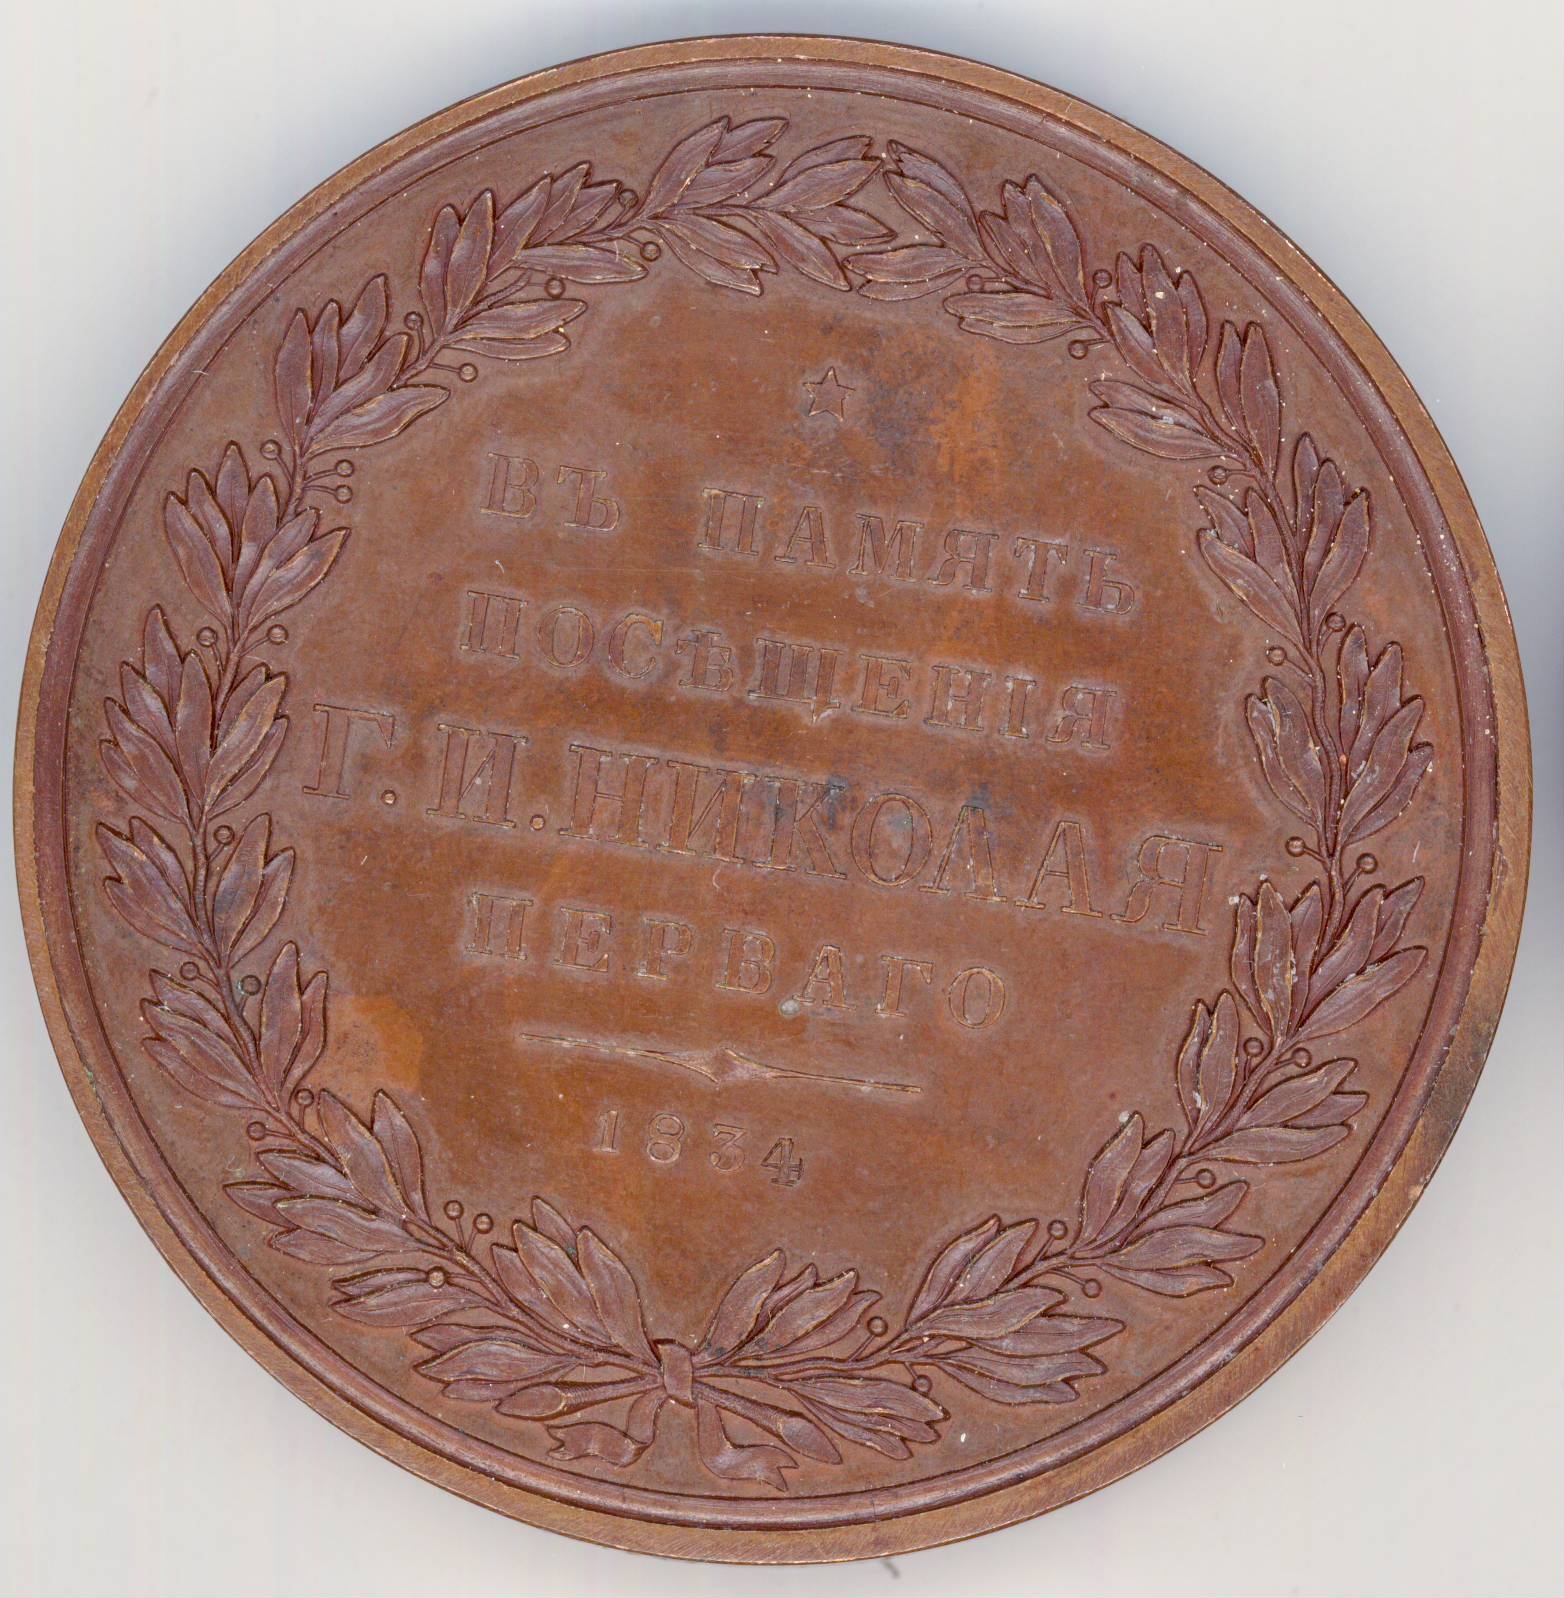 ВЪ ПАМЯТЬ
ПОСѢЩЕНІЯ
Г. И. НИКОЛАЯ
ПЕРВАГО
1834